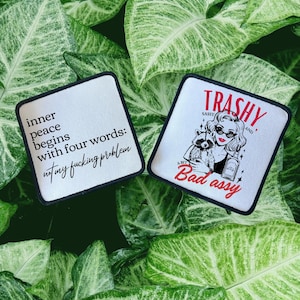 inner
peace
begins
with four words:
not my fucking problem
TRASHY
Bad assy